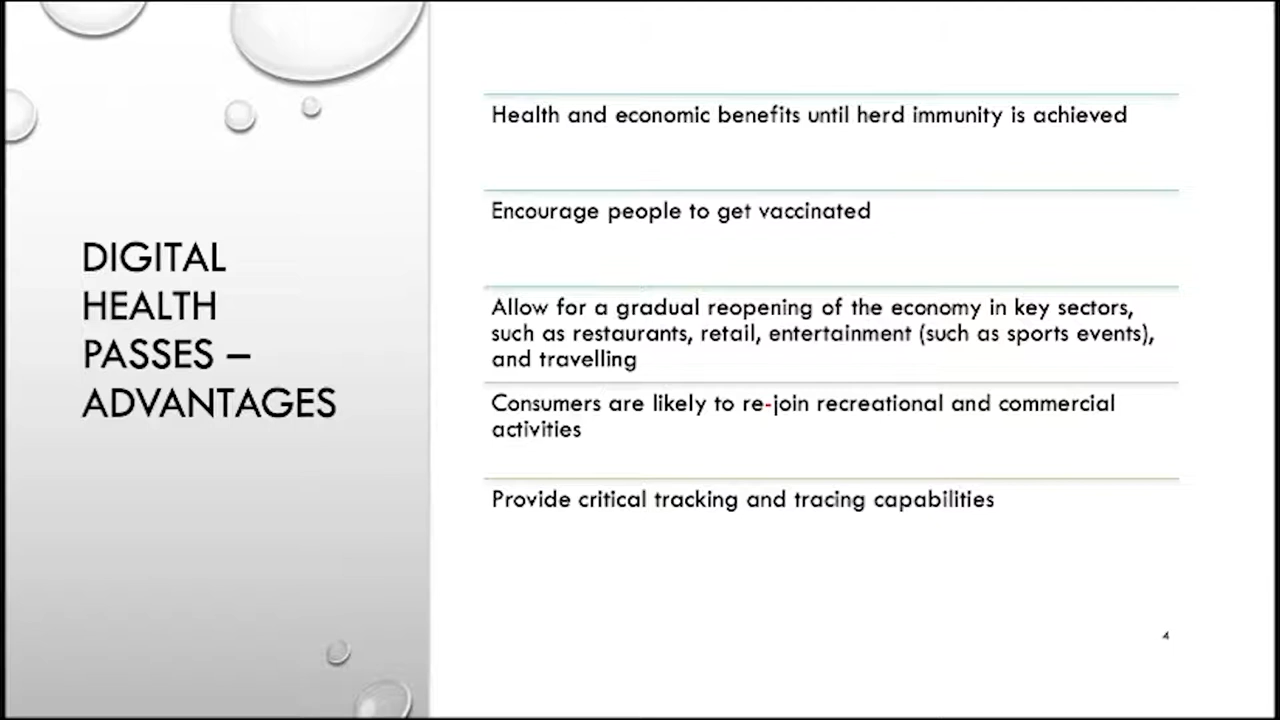 DIGITAL
HEALTH
PASSES –
ADVANTAGES
Health and economic benefits until herd immunity is achieved
Encourage people to get vaccinated
Allow for a gradual reopening of the economy in key sectors,
such as restaurants, retail, entertainment (such as sports events),
and travelling
Consumers are likely to re-join recreational and commercial
activities
Provide critical tracking and tracing capabilities
4